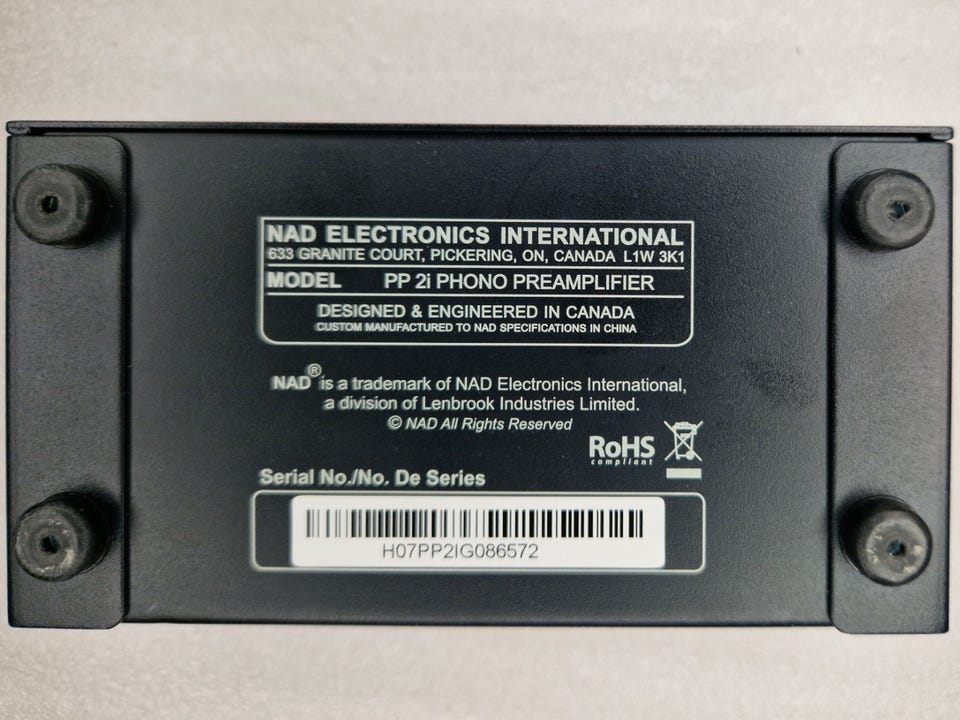 NAD ELECTRONICS INTERNATIONAL
633 GRANITE COURT, PICKERING, ON, CANADA L1W 3K1
MODEL PP 2i PHONO PREAMPLIFIER
DESIGNED & ENGINEERED IN CANADA
CUSTOM MANUFACTURED TO NAD SPECIFICATIONS IN CHINA
NAD® is a trademark of NAD Electronics International,
a division of Lenbrook Industries Limited.
© NAD All Rights Reserved
RoHS
compliant
Serial No./No. De Series
H07PP2IG086572